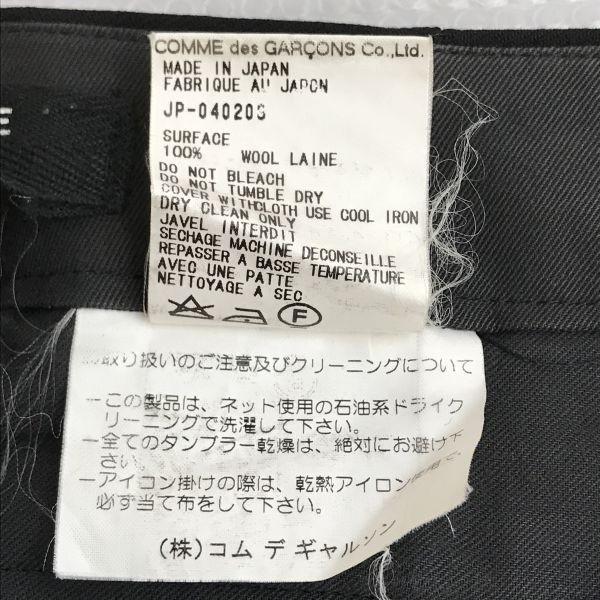 COMME des GARÇONS Co.,Ltd.
MADE IN JAPAN
FABRIQUE AU JAPON
JP-04020S
SURFACE
100% WOOL LAINE
DO NOT BLEACH
DO NOT TUMBLE DRY
COVER WITHCLOTH USE COOL IRON
DRY CLEAN ONLY
JAVEL INTERDIT
SECHAGE MACHINE DECONSEILLE
REPASSER A BASSE TEMPERATURE
AVEC UNE PATTE
NETTOYAGE A SEC
F
E
取り扱いのご注意及びクリーニングについて
ーこの製品は、ネット使用の石油系ドライク
リーニングで洗濯して下さい。
ー全てのタンブラー乾燥は、絶対にお避け下
さい。
ーアイコン掛けの際は、乾熱アイロン使用で、
必ず当て布をして下さい。
(株)コム デ ギャルソン